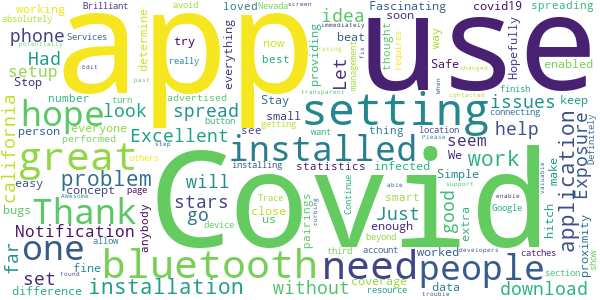 working
Brilliant
avoid
loved
Nevada
screen
Fascinating
soon
covid19
spreading
absolutely
Services
idea
immediately
potentially
phone
determine
try
everything
beat
Hopefully
requires
Safe
enabled
Had
setup
Stop
Edit
really
now
best
providing
thought
management
fix
Let
way
when
changed
past
rating
transparent
contacted
app
use
number
turn
advertised
button
Stay
small
connecting
Please
finish
hope
look
spread
setting
issues
keep
california
person
everyone
performed
getting
want
location
Definitely
great
Excellent
see
installed
thing
help
step
others
installing
seem
We
work
application
Exposure
problem
will
statistics
infected
Simple
easy
concept
page
stars
Trace
Continue
able
smart
Google
enable
valuable
bugs
Awesome
go
close
us
curbing
support
make
hitch
Thank
Covid
Just
good
extra
Notification
anybody
pairings
enough
beyond
developers
proximity
one
bluetooth
need
people
far
fine
allow
device
third
account
worked
catches
section
set
installation
without
coverage
data
download
show
difference
found
resource
trouble